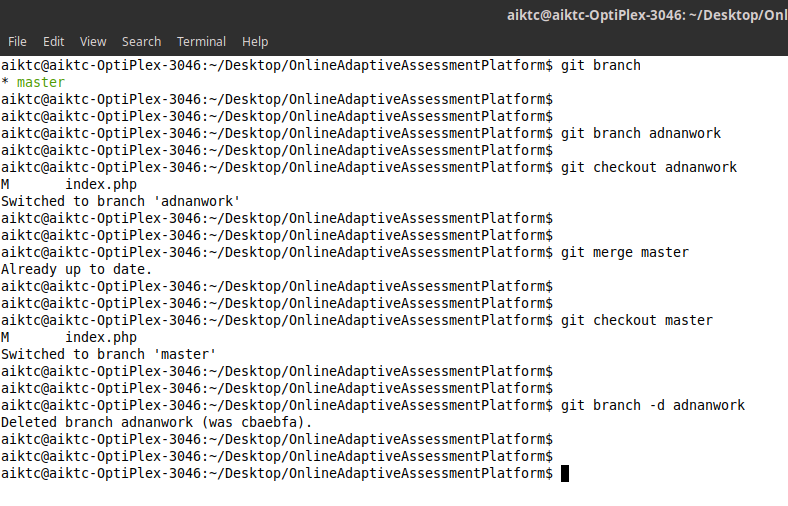 aiktc@aiktc-OptiPlex-3046: ~/Desktop/Onl
File Edit View Search Terminal Help
aiktc@aiktc-OptiPlex-3046:~/Desktop/OnlineAdaptiveAssessmentPlatform$ git branch
* master
aiktc@aiktc-OptiPlex-3046:~/Desktop/OnlineAdaptiveAssessmentPlatform$
aiktc@aiktc-OptiPlex-3046:~/Desktop/OnlineAdaptiveAssessmentPlatform$
aiktc@aiktc-OptiPlex-3046:~/Desktop/OnlineAdaptiveAssessmentPlatform$ git branch adnanwork
aiktc@aiktc-OptiPlex-3046:~/Desktop/OnlineAdaptiveAssessmentPlatform$
aiktc@aiktc-OptiPlex-3046:~/Desktop/OnlineAdaptiveAssessmentPlatform$ git checkout adnanwork
M       index.php
Switched to branch 'adnanwork'
aiktc@aiktc-OptiPlex-3046:~/Desktop/OnlineAdaptiveAssessmentPlatform$
aiktc@aiktc-OptiPlex-3046:~/Desktop/OnlineAdaptiveAssessmentPlatform$
aiktc@aiktc-OptiPlex-3046:~/Desktop/OnlineAdaptiveAssessmentPlatform$ git merge master
Already up to date.
aiktc@aiktc-OptiPlex-3046:~/Desktop/OnlineAdaptiveAssessmentPlatform$
aiktc@aiktc-OptiPlex-3046:~/Desktop/OnlineAdaptiveAssessmentPlatform$
aiktc@aiktc-OptiPlex-3046:~/Desktop/OnlineAdaptiveAssessmentPlatform$ git checkout master
M       index.php
Switched to branch 'master'
aiktc@aiktc-OptiPlex-3046:~/Desktop/OnlineAdaptiveAssessmentPlatform$
aiktc@aiktc-OptiPlex-3046:~/Desktop/OnlineAdaptiveAssessmentPlatform$
aiktc@aiktc-OptiPlex-3046:~/Desktop/OnlineAdaptiveAssessmentPlatform$ git branch -d adnanwork
Deleted branch adnanwork (was cbaebfa).
aiktc@aiktc-OptiPlex-3046:~/Desktop/OnlineAdaptiveAssessmentPlatform$
aiktc@aiktc-OptiPlex-3046:~/Desktop/OnlineAdaptiveAssessmentPlatform$
aiktc@aiktc-OptiPlex-3046:~/Desktop/OnlineAdaptiveAssessmentPlatform$